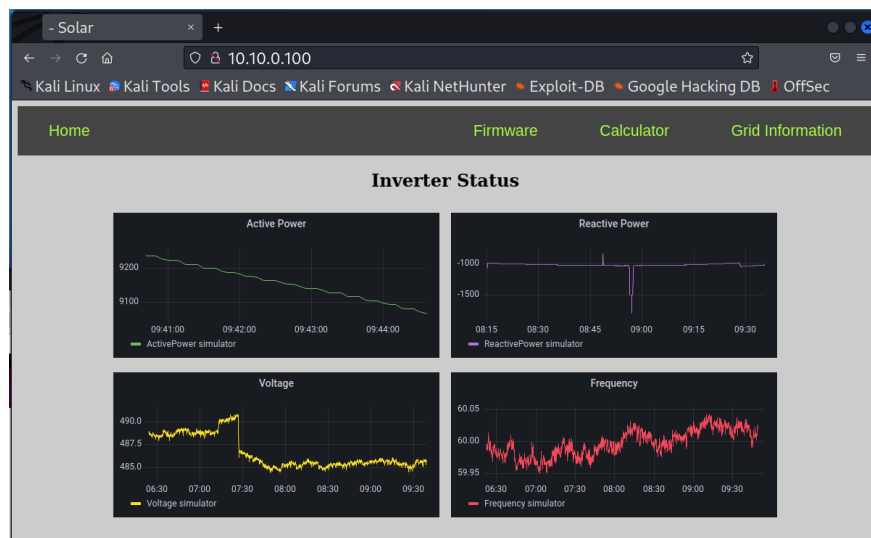 - Solar × +
10.10.0.100
Kali Linux Kali Tools Kali Docs Kali Forums Kali NetHunter Exploit-DB Google Hacking DB OffSec
Home Firmware Calculator Grid Information
Inverter Status
Active Power
9200
9100
09:41:00 09:42:00 09:43:00 09:44:00
ActivePower simulator
Reactive Power
-1000
-1500
08:15 08:30 08:45 09:00 09:15 09:30
ReactivePower simulator
Voltage
490.0
487.5
485.0
06:30 07:00 07:30 08:00 08:30 09:00 09:30
Voltage simulator
Frequency
60.05
60.00
59.95
06:30 07:00 07:30 08:00 08:30 09:00 09:30
Frequency simulator